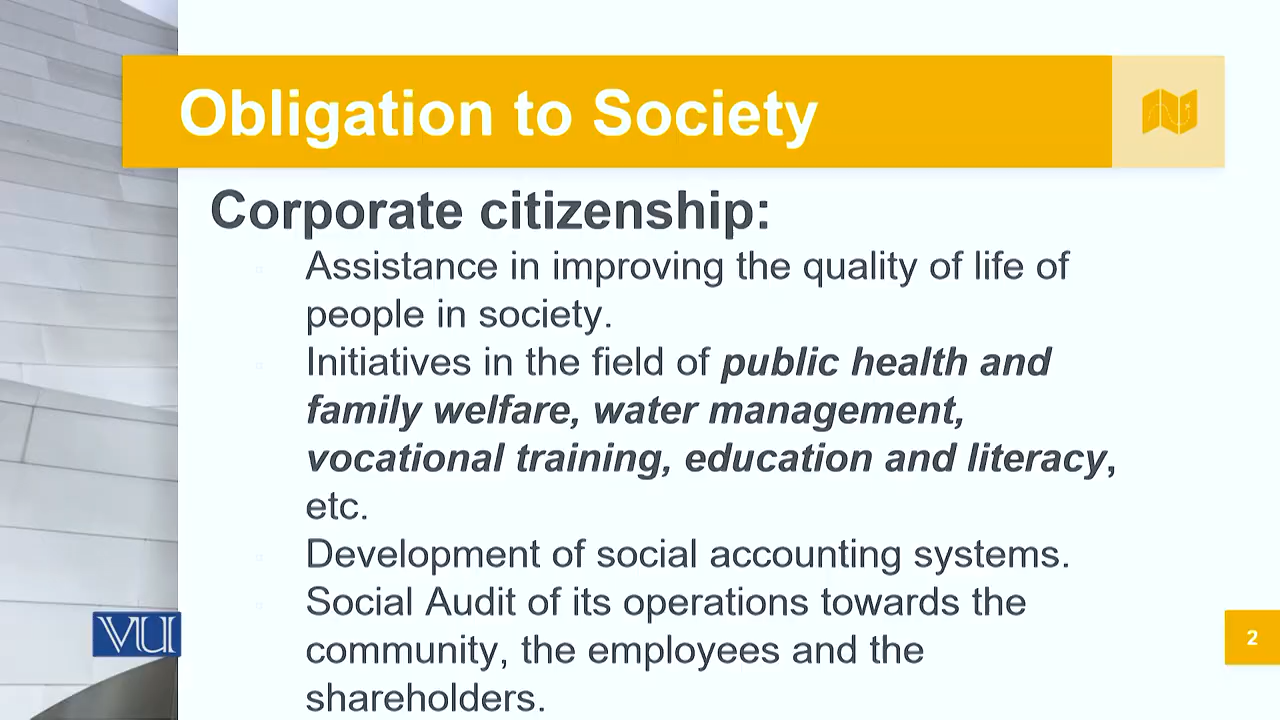 Obligation to Society
Corporate citizenship:
Assistance in improving the quality of life of
people in society.
Initiatives in the field of public health and
family welfare, water management,
vocational training, education and literacy,
etc.
Development of social accounting systems.
Social Audit of its operations towards the
community, the employees and the
shareholders.
VU
2